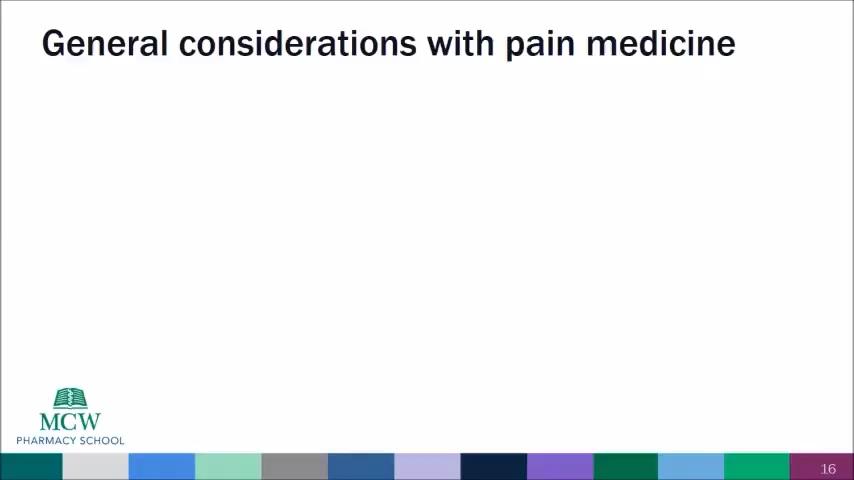 General considerations with pain medicine
MCW
PHARMACY SCHOOL
16